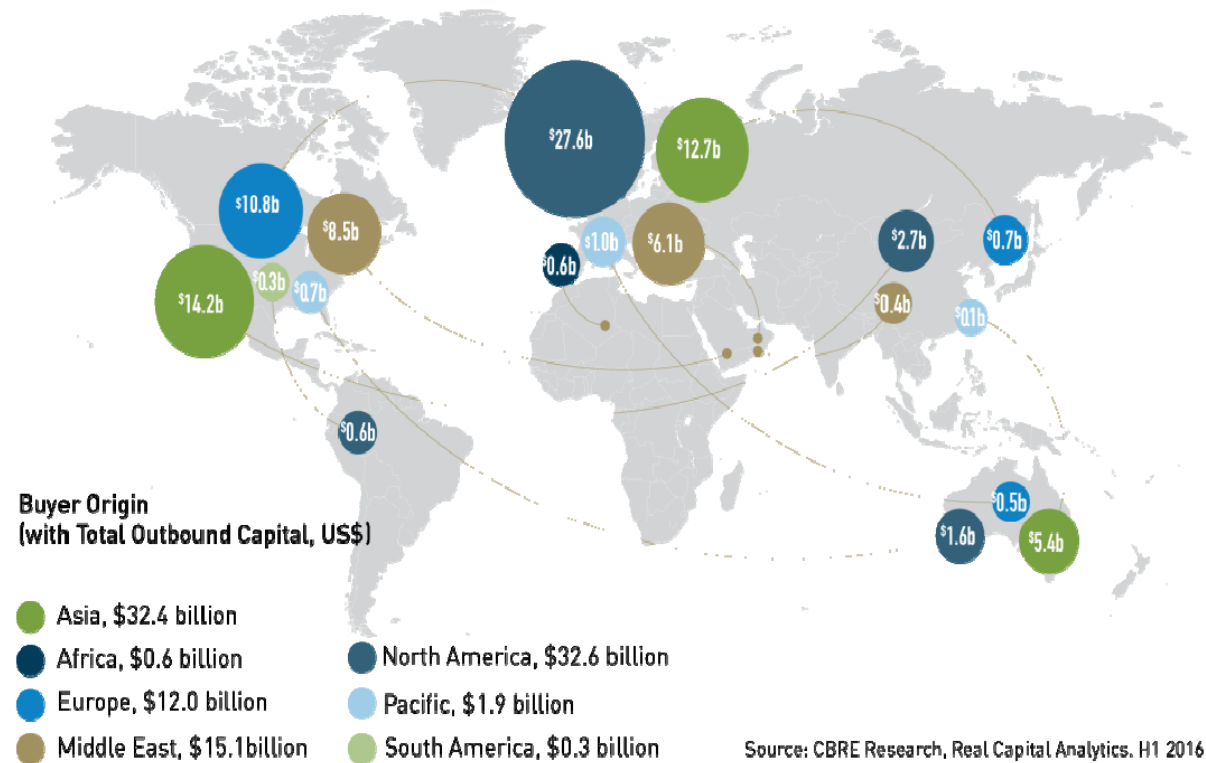 $27.6b
$12.7b
$10.8b
$8.5b
$1.0b
$6.1b
$2.7b
$0.7b
$0.6b
$0.3b
$0.7b
$14.2b
$0.4b
$0.1b
$0.6b
$0.5b
$1.6b
$5.4b
Buyer Origin
(with Total Outbound Capital, US$)
Asia, $32.4 billion
Africa, $0.6 billion
North America, $32.6 billion
Europe, $12.0 billion
Pacific, $1.9 billion
Middle East, $15.1billion
South America, $0.3 billion
Source: CBRE Research, Real Capital Analytics. H1 2016